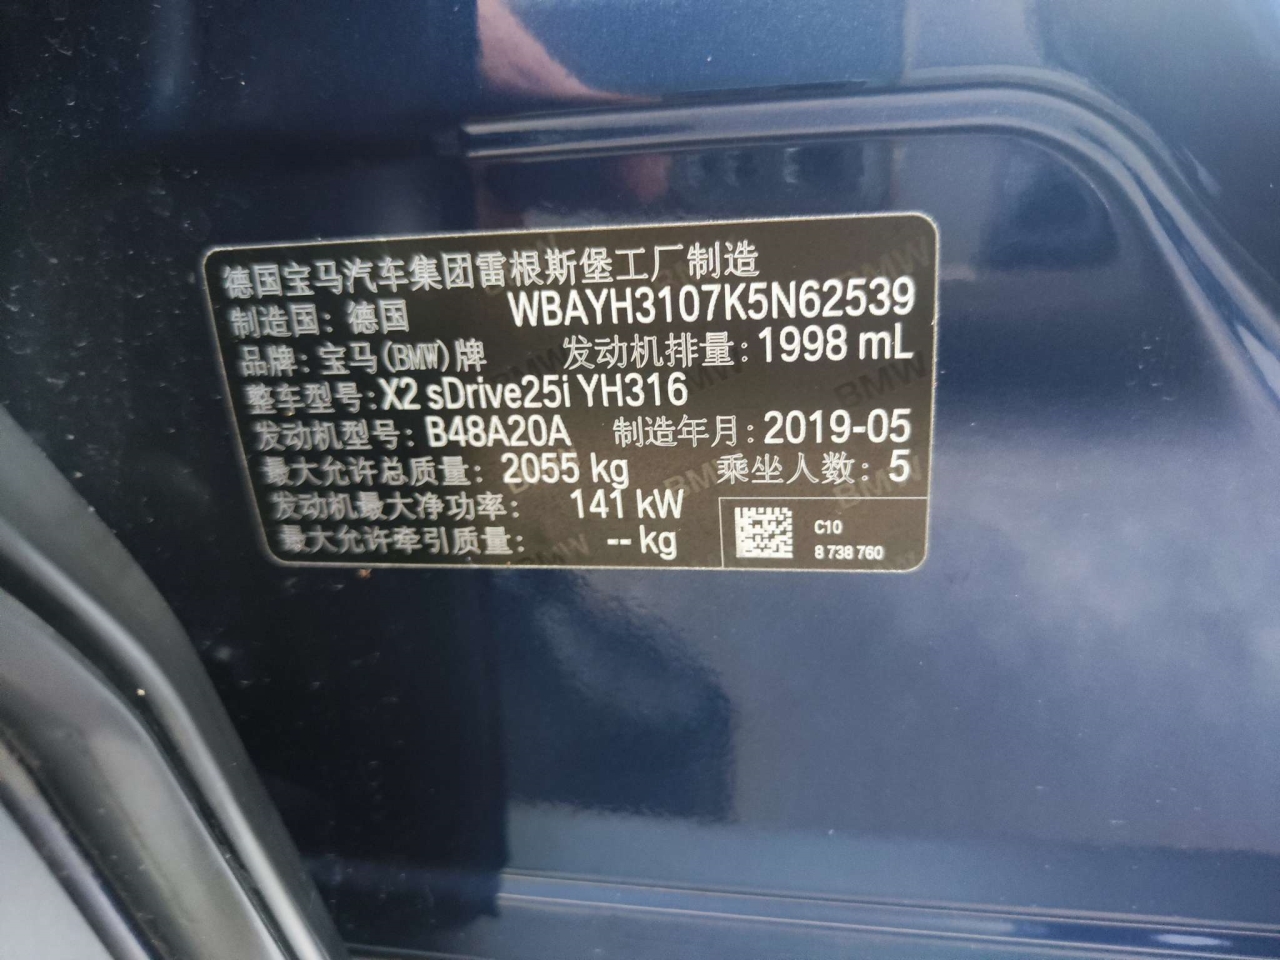 德国宝马汽车集团雷根斯堡工厂制造
制造国：德国 WBAYH3107K5N62539
品牌：宝马(BMW)牌 发动机排量：1998 mL
整车型号：X2 sDrive25i YH316
发动机型号：B48A20A 制造年月：2019-05
最大允许总质量：2055 kg 乘坐人数：5
发动机最大净功率：141 kW
最大允许牵引质量：-- kg
C10
8 738 760